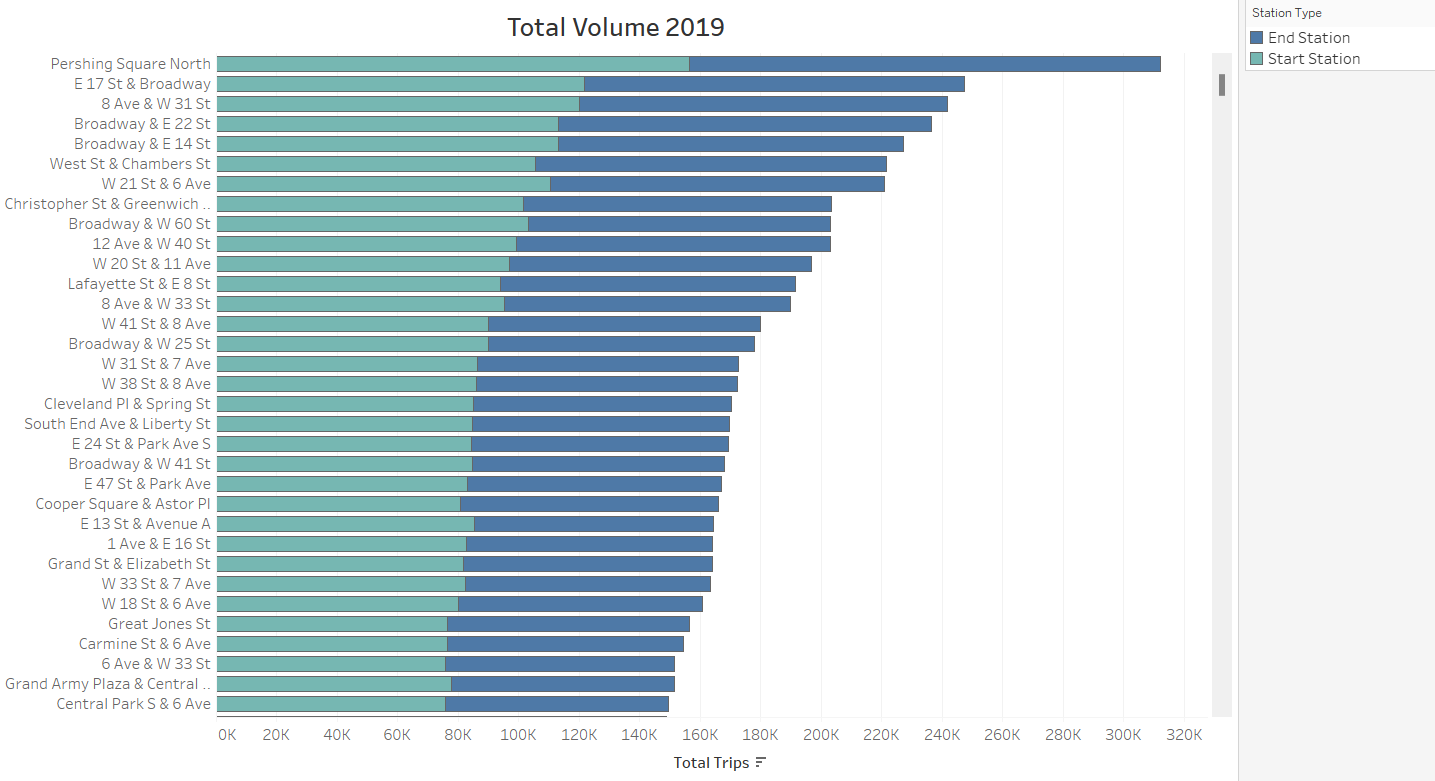 Total Volume 2019
Station Type
End Station
Start Station
Pershing Square North
E 17 St & Broadway
8 Ave & W 31 St
Broadway & E 22 St
Broadway & E 14 St
West St & Chambers St
W 21 St & 6 Ave
Christopher St & Greenwich ..
Broadway & W 60 St
12 Ave & W 40 St
W 20 St & 11 Ave
Lafayette St & E 8 St
8 Ave & W 33 St
W 41 St & 8 Ave
Broadway & W 25 St
W 31 St & 7 Ave
W 38 St & 8 Ave
Cleveland Pl & Spring St
South End Ave & Liberty St
E 24 St & Park Ave S
Broadway & W 41 St
E 47 St & Park Ave
Cooper Square & Astor Pl
E 13 St & Avenue A
1 Ave & E 16 St
Grand St & Elizabeth St
W 33 St & 7 Ave
W 18 St & 6 Ave
Great Jones St
Carmine St & 6 Ave
6 Ave & W 33 St
Grand Army Plaza & Central ..
Central Park S & 6 Ave
0K 20K 40K 60K 80K 100K 120K 140K 160K 180K 200K 220K 240K 260K 280K 300K 320K
Total Trips